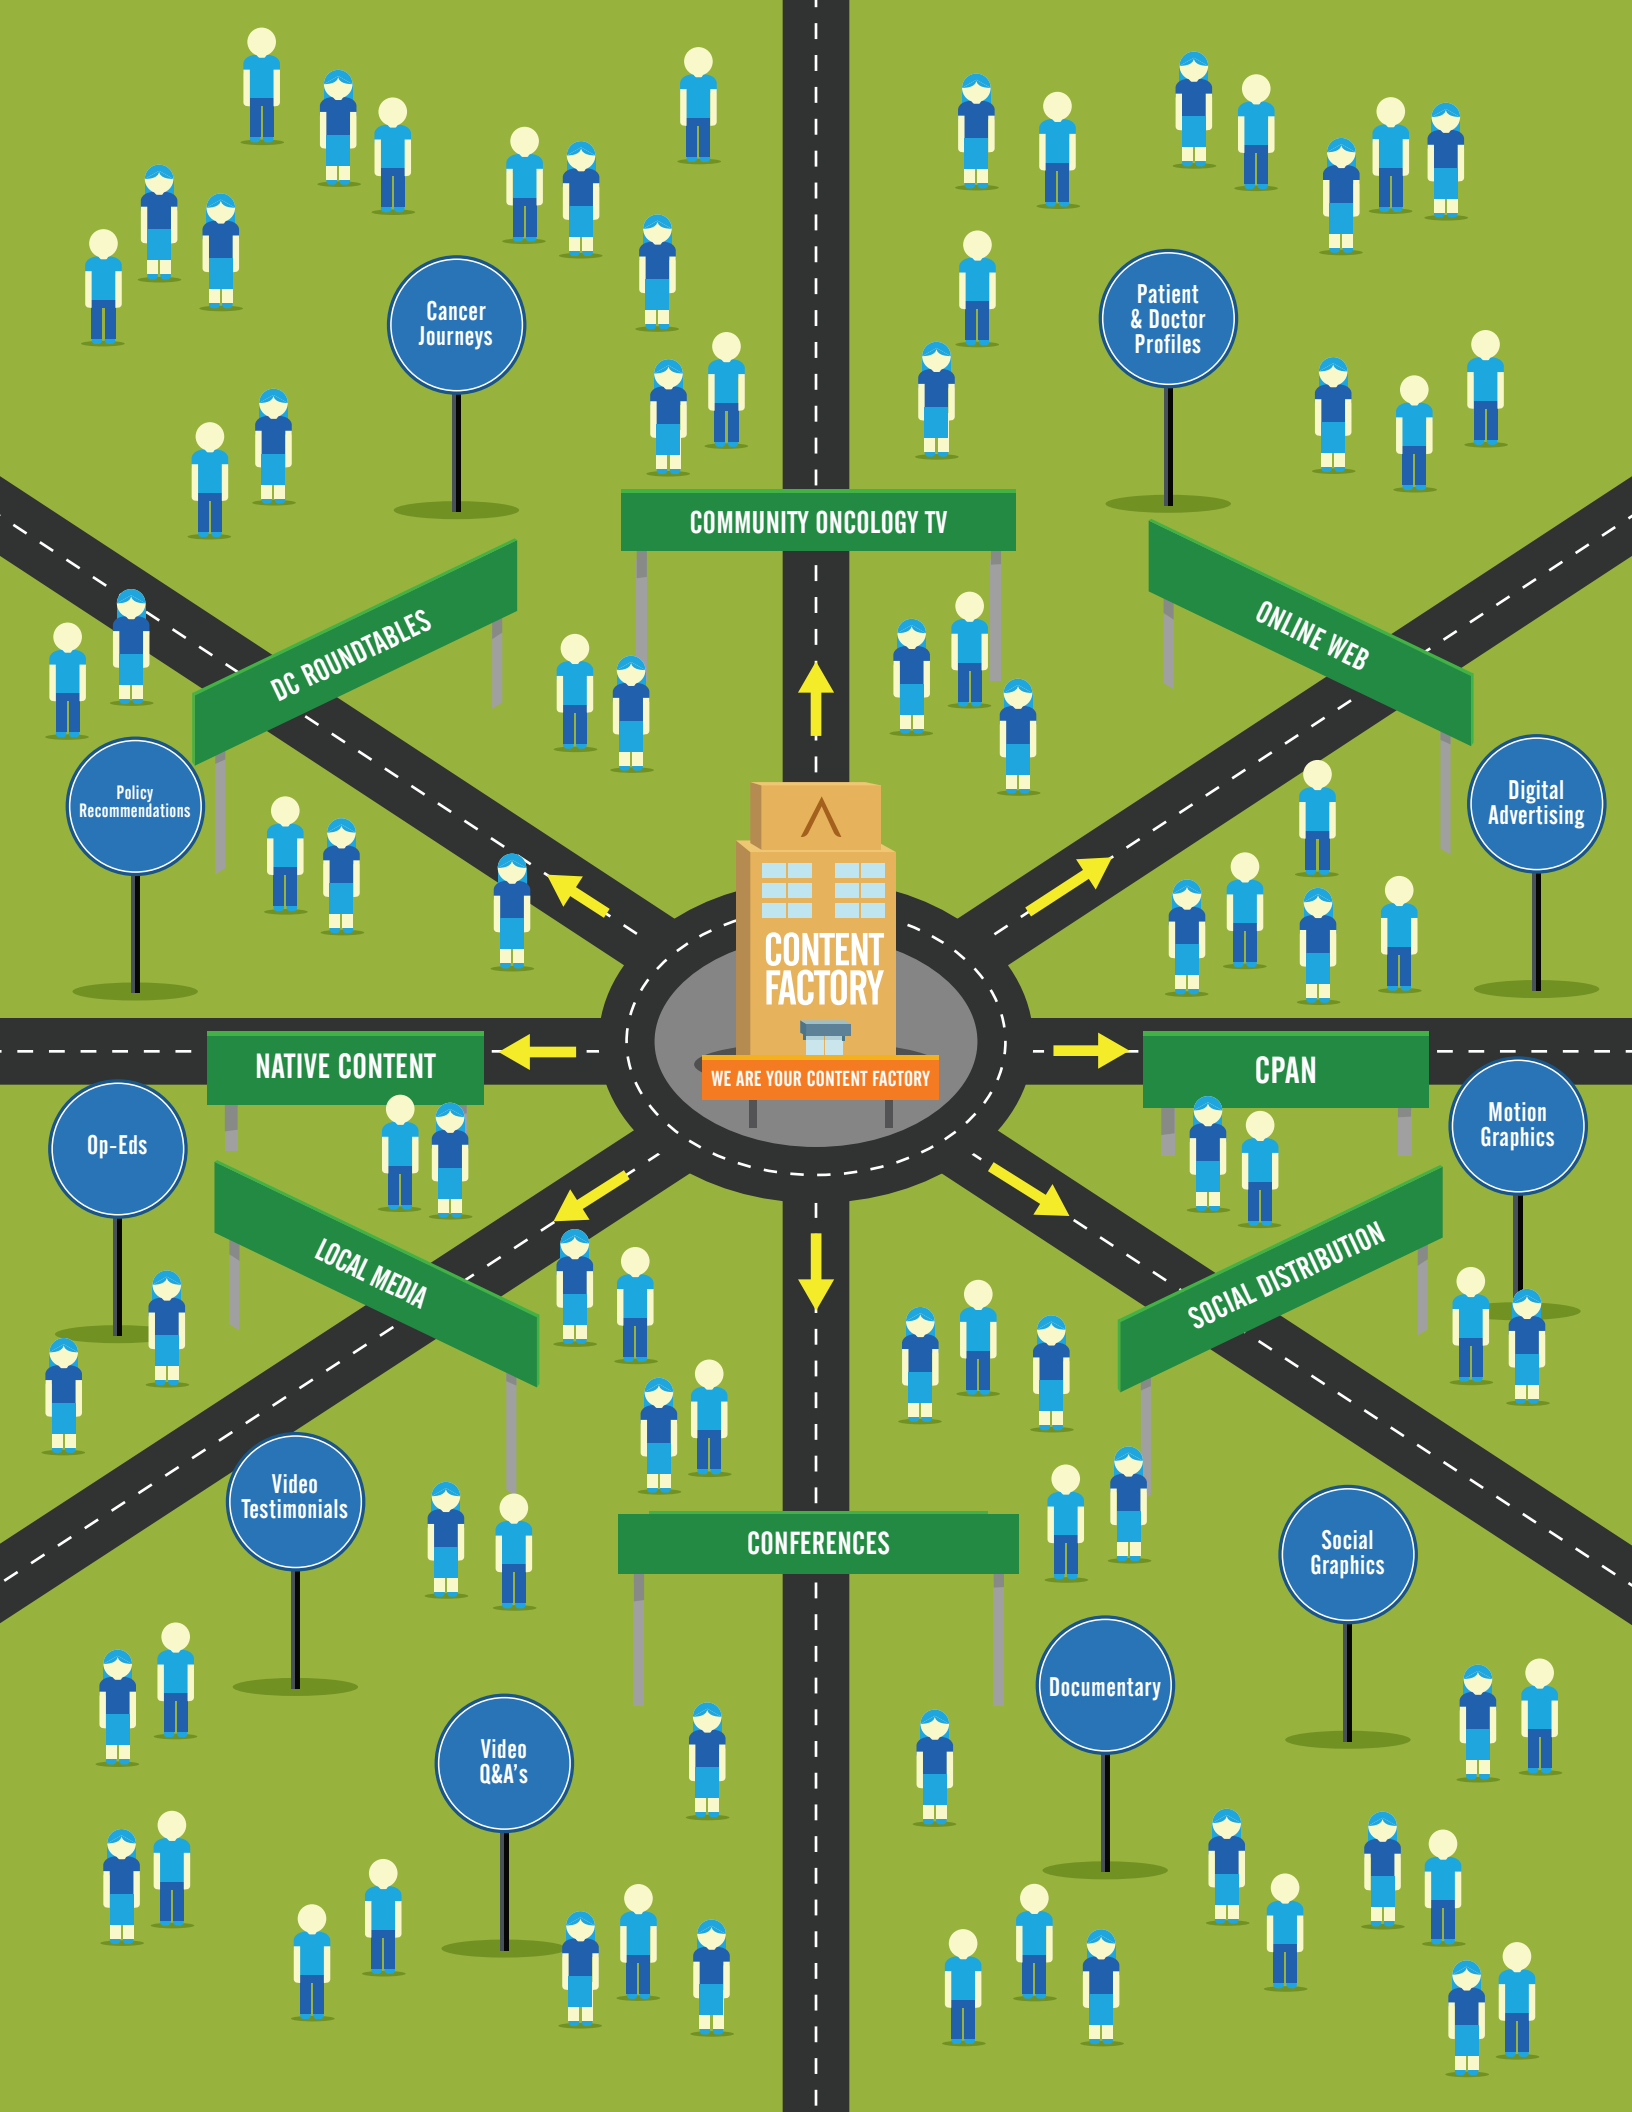 Cancer
Journeys
Patient
& Doctor
Profiles
COMMUNITY ONCOLOGY TV
DC ROUNDTABLES
ONLINE WEB
Policy
Recommendations
Digital
Advertising
CONTENT
FACTORY
WE ARE YOUR CONTENT FACTORY
NATIVE CONTENT
CPAN
Op-Eds
Motion
Graphics
LOCAL MEDIA
SOCIAL DISTRIBUTION
Video
Testimonials
CONFERENCES
Social
Graphics
Documentary
Video
Q&A's